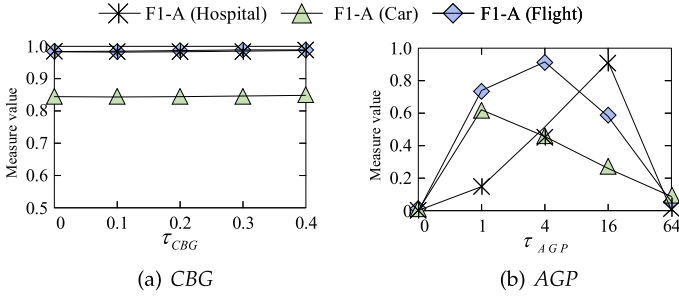 F1-A (Hospital) F1-A (Car) F1-A (Flight)
Measure value
1.0
0.9
0.8
0.7
0.6
0.5
0 0.1 0.2 0.3 0.4
τCBG
(a) CBG
Measure value
1.0
0.8
0.6
0.4
0.2
0
0 1 4 16 64
τAGP
(b) AGP